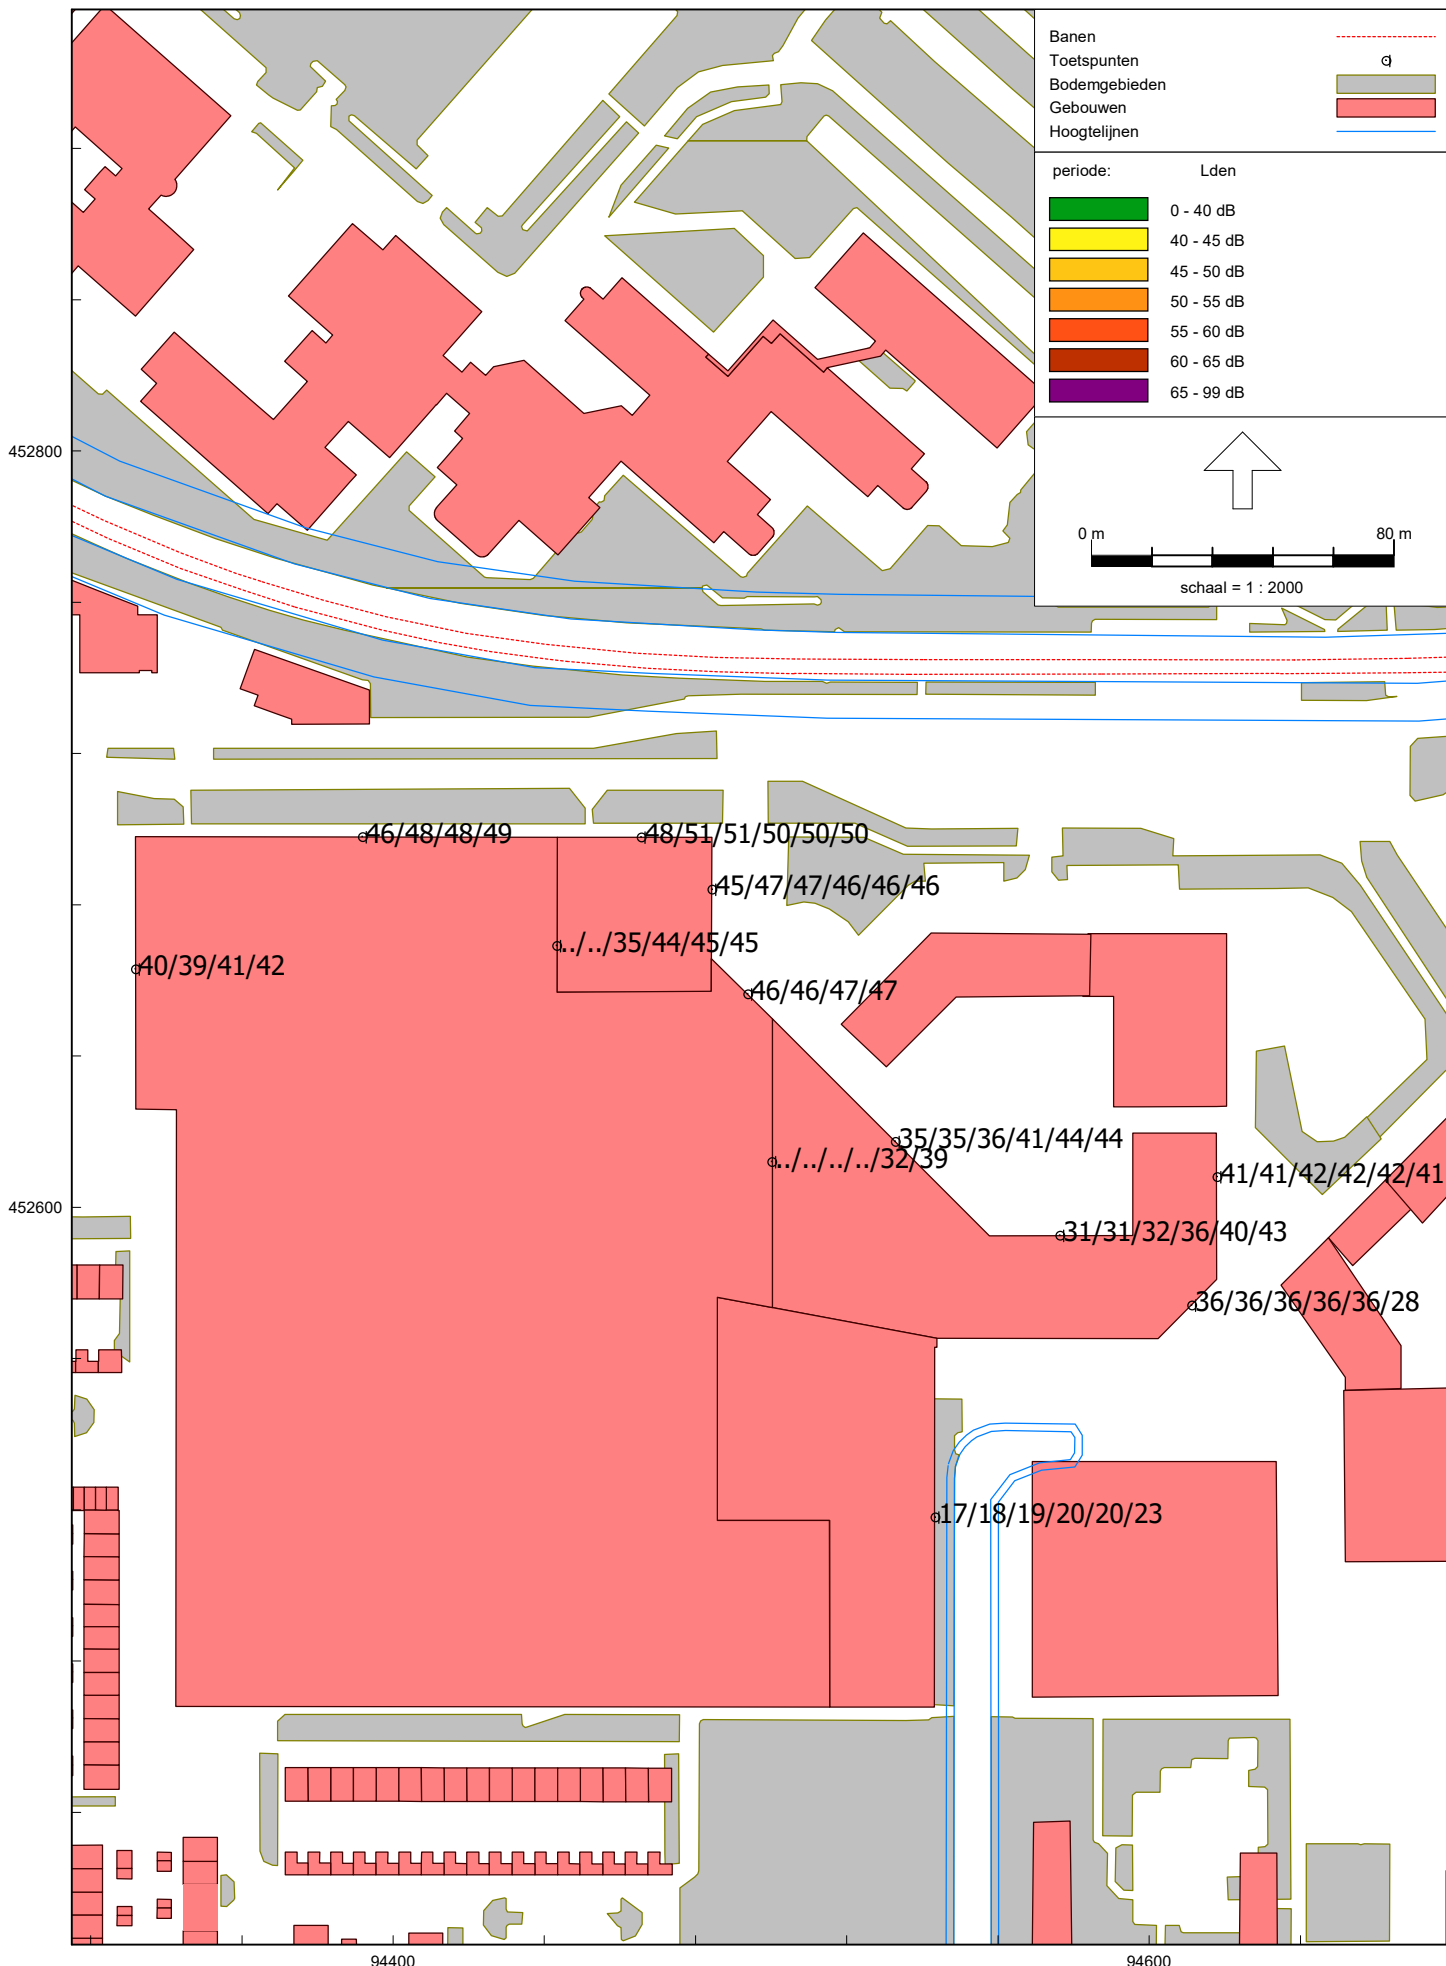 Banen
Toetspunten
Bodemgebieden
Gebouwen
Hoogtelijnen
periode: Lden
0 - 40 dB
40 - 45 dB
45 - 50 dB
50 - 55 dB
55 - 60 dB
60 - 65 dB
65 - 99 dB
452800
0 m 80 m
schaal = 1 : 2000
46/48/48/49
48/51/51/50/50/50
45/47/47/46/46/46
../../35/44/45/45
40/39/41/42
46/46/47/47
35/35/36/41/44/44
../../../../32/39
41/41/42/42/42/41
452600
31/31/32/36/40/43
36/36/36/36/36/28
17/18/19/20/20/23
94400
94600